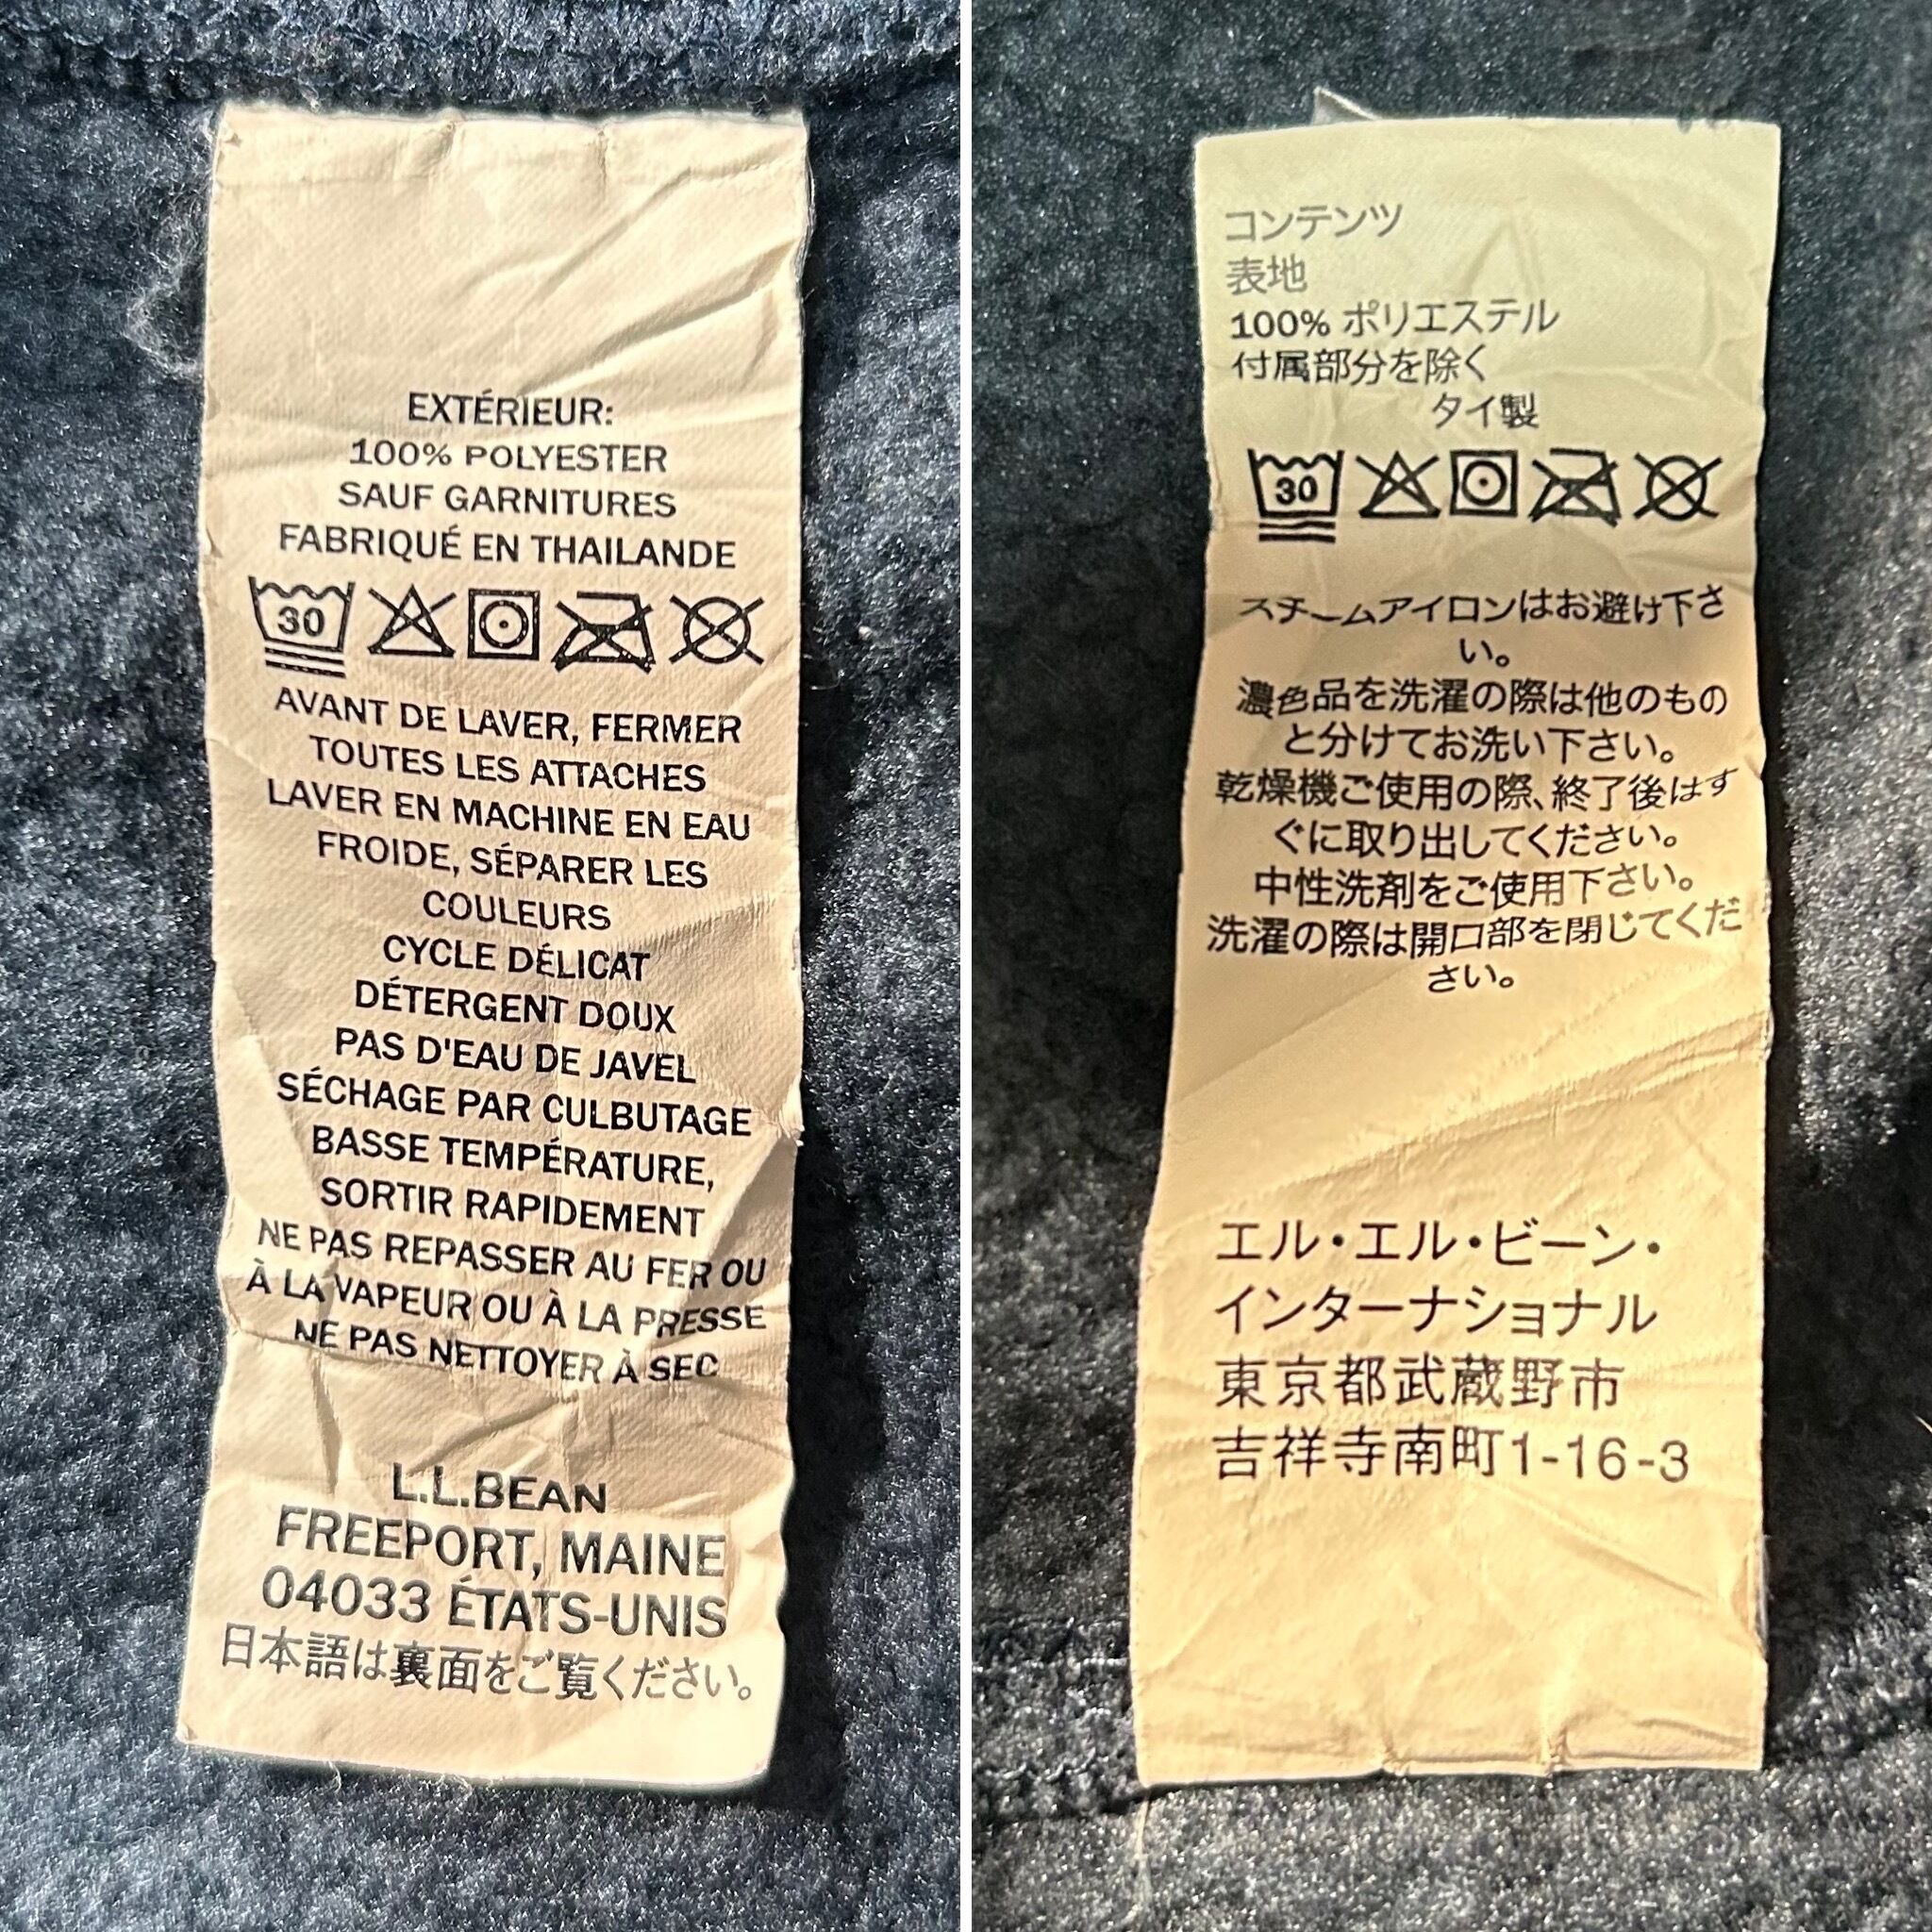 EXTÉRIEUR:
100% POLYESTER
SAUF GARNITURES
FABRIQUÉ EN THAILANDE
30
AVANT DE LAVER, FERMER
TOUTES LES ATTACHES
LAVER EN MACHINE EN EAU
FROIDE, SÉPARER LES
COULEURS
CYCLE DÉLICAT
DÉTERGENT DOUX
PAS D'EAU DE JAVEL
SÉCHAGE PAR CULBUTAGE
BASSE TEMPÉRATURE,
SORTIR RAPIDEMENT
NE PAS REPASSER AU FER OU
À LA VAPEUR OU À LA PRESSE
NE PAS NETTOYER À SEC
L.L.BEAN
FREEPORT, MAINE
04033 ÉTATS-UNIS
日本語は裏面をご覧ください。
コンテンツ
表地
100% ポリエステル
付属部分を除く
タイ製
30
スチームアイロンはお避け下さ
い。
濃色品を洗濯の際は他のもの
と分けてお洗い下さい。
乾燥機ご使用の際、終了後はす
ぐに取り出してください。
中性洗剤をご使用下さい。
洗濯の際は開口部を閉じてくだ
さい。
エル・エル・ビーン・
インターナショナル
東京都武蔵野市
吉祥寺南町1-16-3